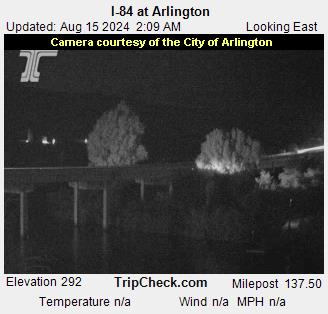 I-84 at Arlington
Updated: Aug 15 2024 2:09 AM Looking East
Camera courtesy of the City of Arlington
Elevation 292 TripCheck.com Milepost 137.50
Temperature n/a Wind n/a MPH n/a